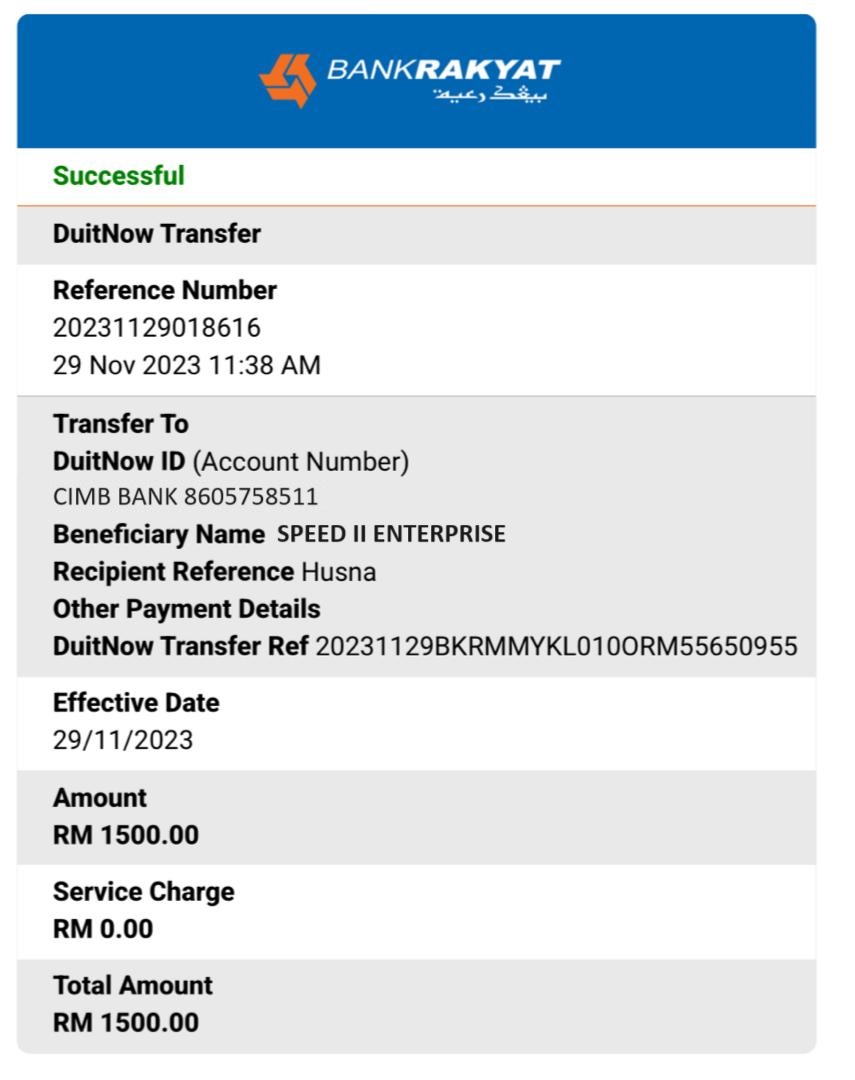 BANKRAKYAT
بيڠک رعية
Successful
DuitNow Transfer
Reference Number
20231129018616
29 Nov 2023 11:38 AM
Transfer To
DuitNow ID (Account Number)
CIMB BANK 8605758511
Beneficiary Name SPEED II ENTERPRISE
Recipient Reference Husna
Other Payment Details
DuitNow Transfer Ref 20231129BKRMMYKL010ORM55650955
Effective Date
29/11/2023
Amount
RM 1500.00
Service Charge
RM 0.00
Total Amount
RM 1500.00